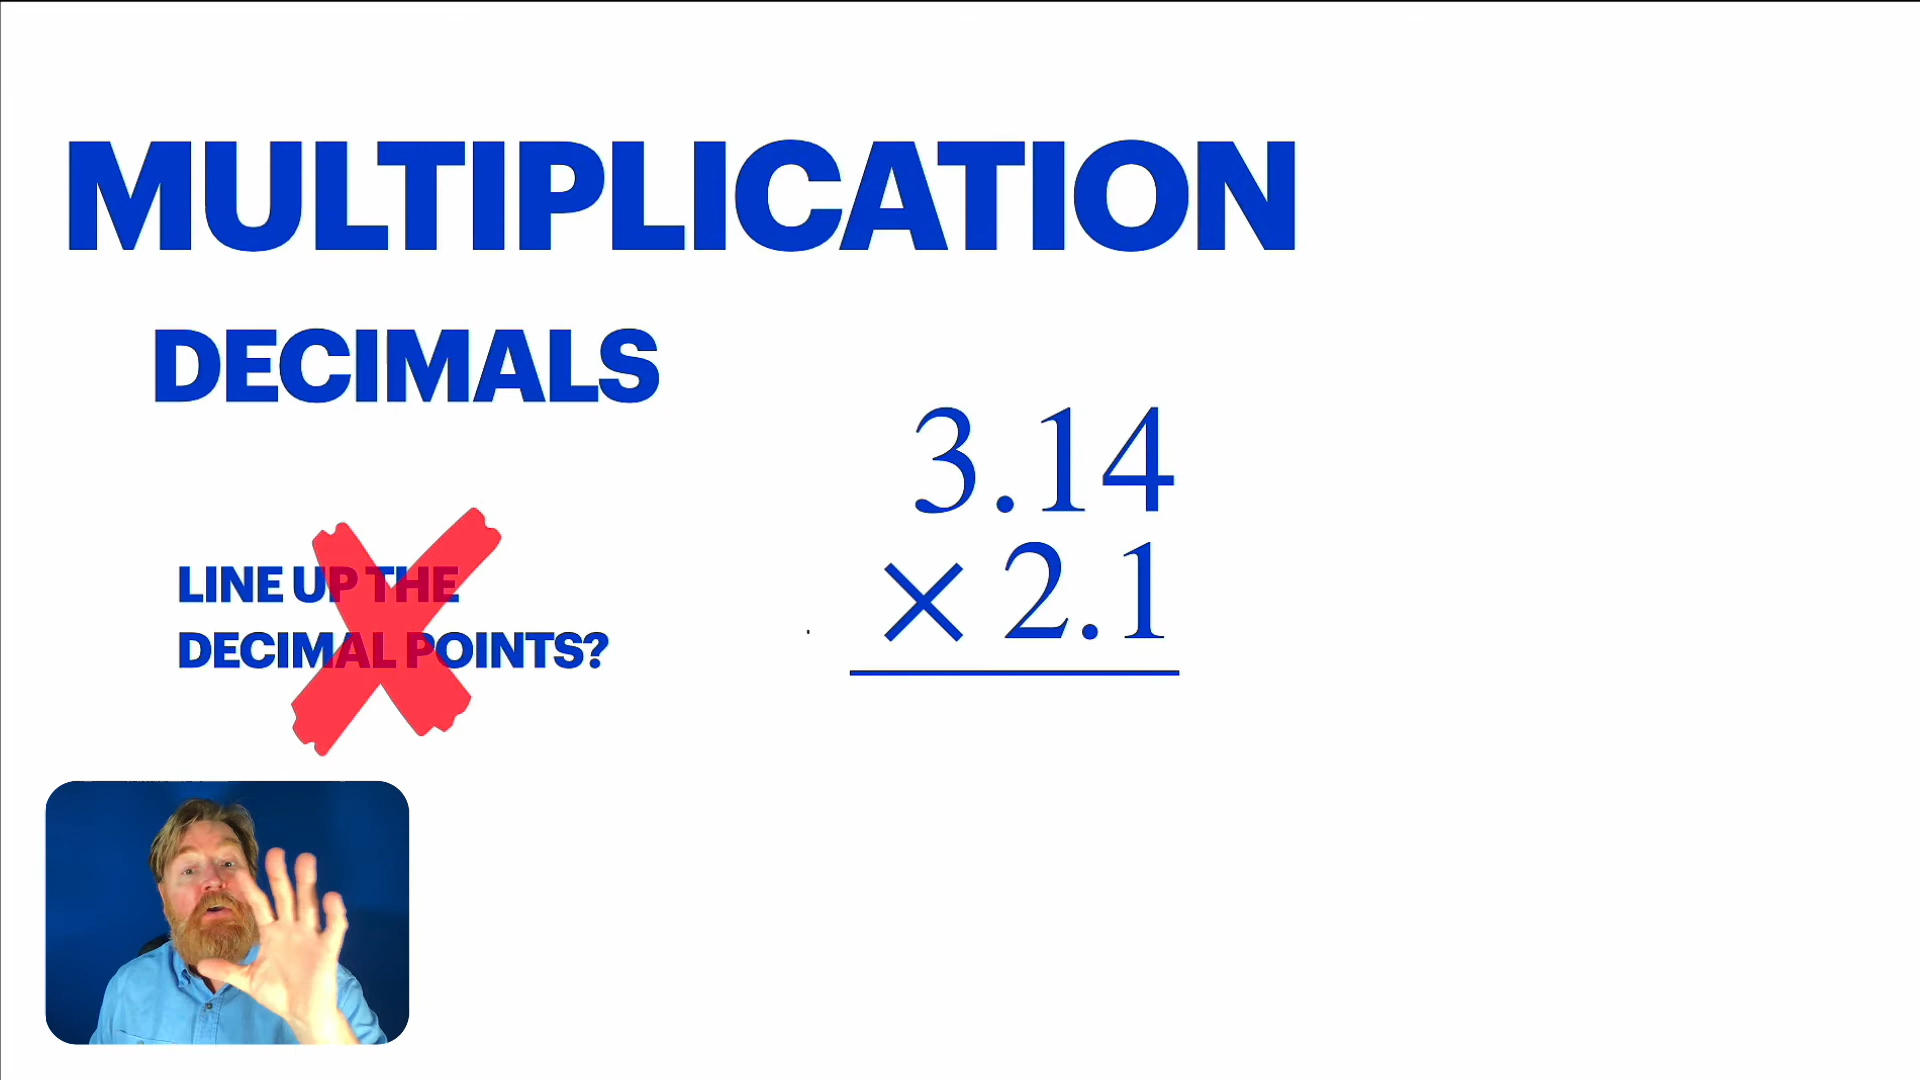 MULTIPLICATION
DECIMALS
3.14
× 2.1
LINE UP THE
DECIMAL POINTS?